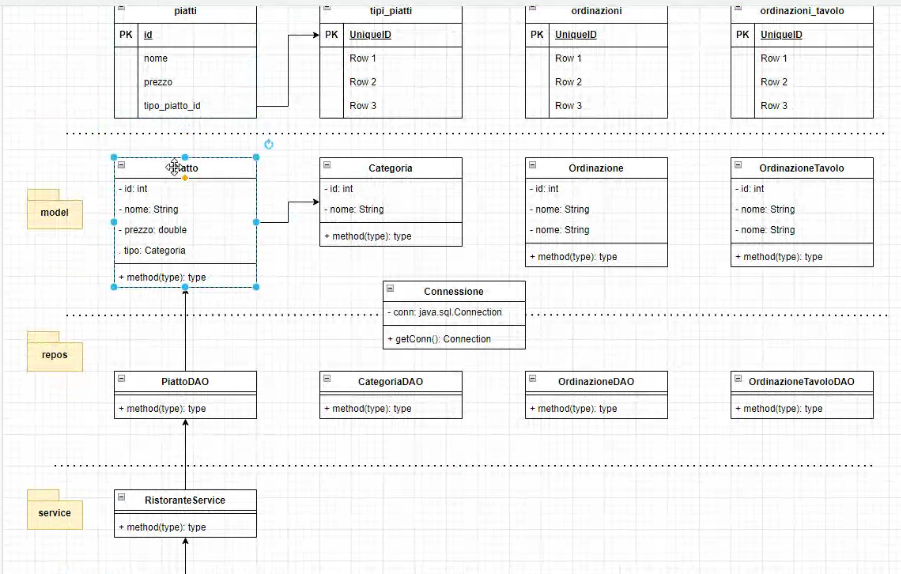 piatti
tipi_piatti
ordinazioni
ordinazioni_tavolo
PK id
PK UniqueID
PK UniqueID
PK UniqueID
nome
Row 1
Row 1
Row 1
prezzo
Row 2
Row 2
Row 2
tipo_piatto_id
Row 3
Row 3
Row 3
model
- id: int
- nome: String
- prezzo: double
. tipo: Categoria
+ method(type): type
Categoria
- id: int
- nome: String
+ method(type): type
Ordinazione
- id: int
- nome: String
- nome: String
+ method(type): type
OrdinazioneTavolo
- id: int
- nome: String
- nome: String
+ method(type): type
Connessione
- conn: java.sql.Connection
+ getConn(): Connection
repos
PiattoDAO
+ method(type): type
CategoriaDAO
+ method(type): type
OrdinazioneDAO
+ method(type): type
OrdinazioneTavoloDAO
+ method(type): type
service
RistoranteService
+ method(type): type